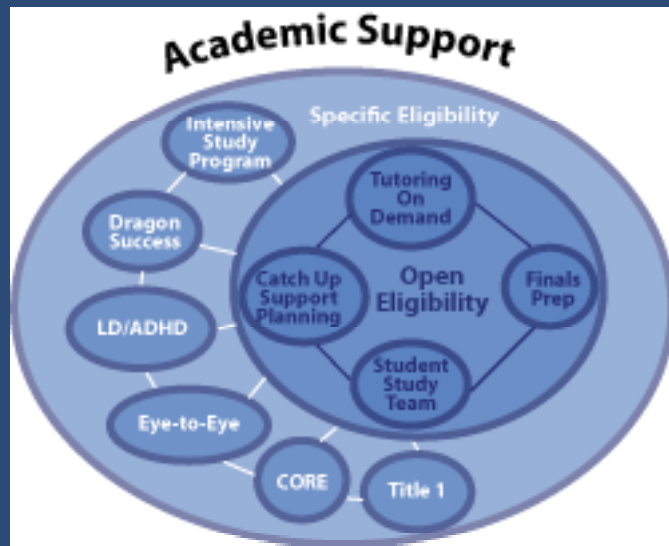 Academic Support
Specific Eligibility
Intensive
Study
Program
Tutoring
On
Demand
Dragon
Success
Catch Up
Support
Planning
Open
Eligibility
Finals
Prep
LD/ADHD
Student
Study
Team
Eye-to-Eye
CORE
Title 1